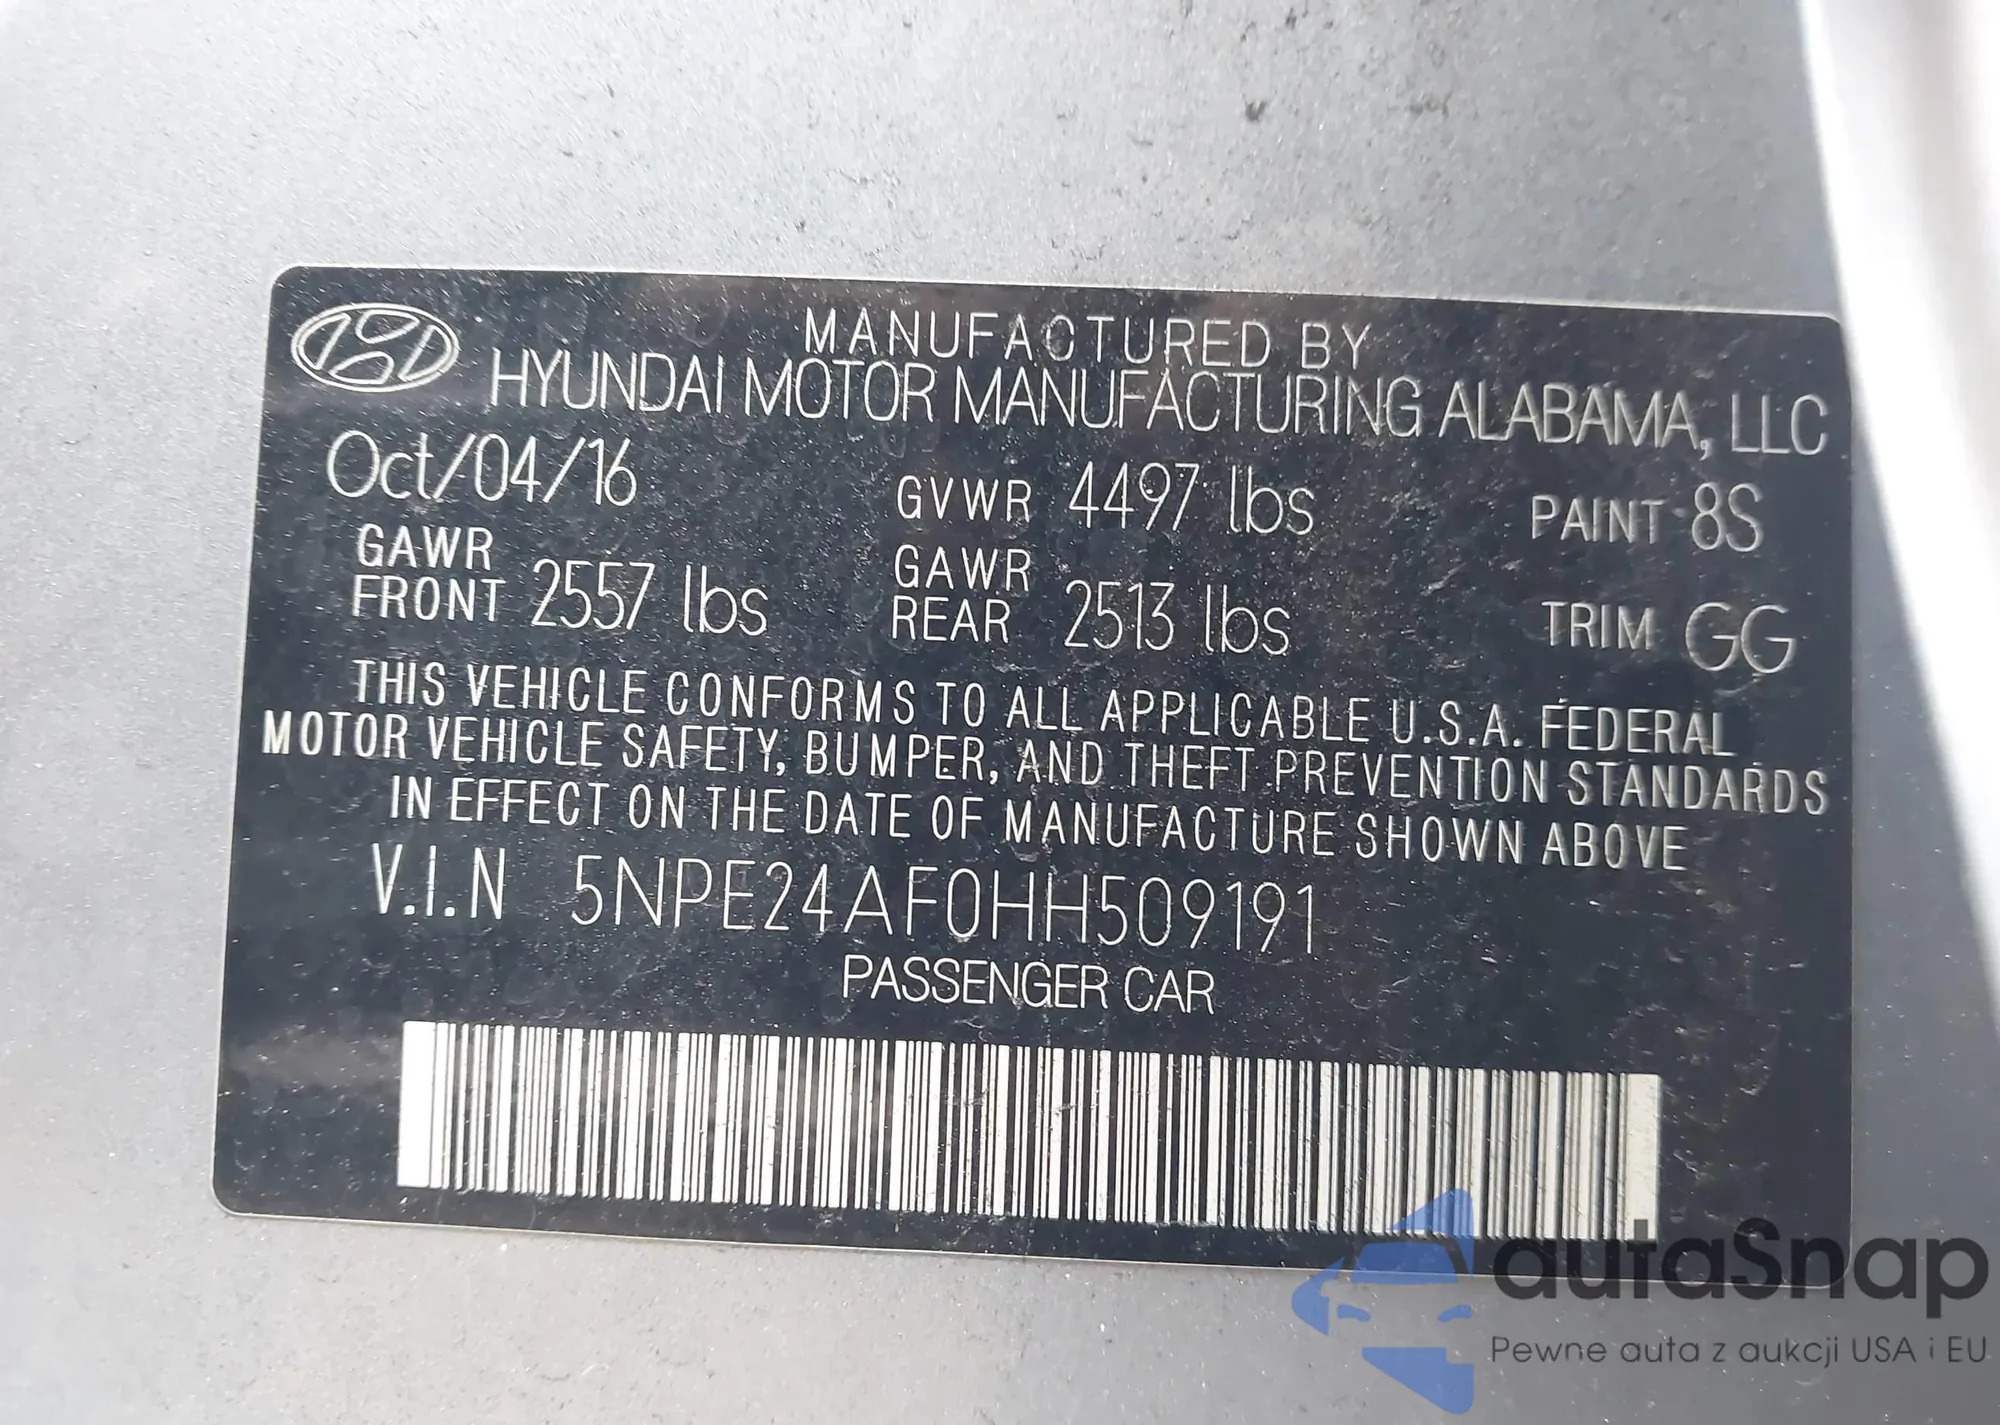 MANUFACTURED BY
HYUNDAI MOTOR MANUFACTURING ALABAMA, LLC
Oct/04/16 GVWR 4497 lbs PAINT 8S
GAWR FRONT 2557 lbs GAWR REAR 2513 lbs TRIM GG
THIS VEHICLE CONFORMS TO ALL APPLICABLE U.S.A. FEDERAL
MOTOR VEHICLE SAFETY, BUMPER, AND THEFT PREVENTION STANDARDS
IN EFFECT ON THE DATE OF MANUFACTURE SHOWN ABOVE
V.I.N 5NPE24AF0HH509191
PASSENGER CAR
autaSnap
Pewne auta z aukcji USA i EU